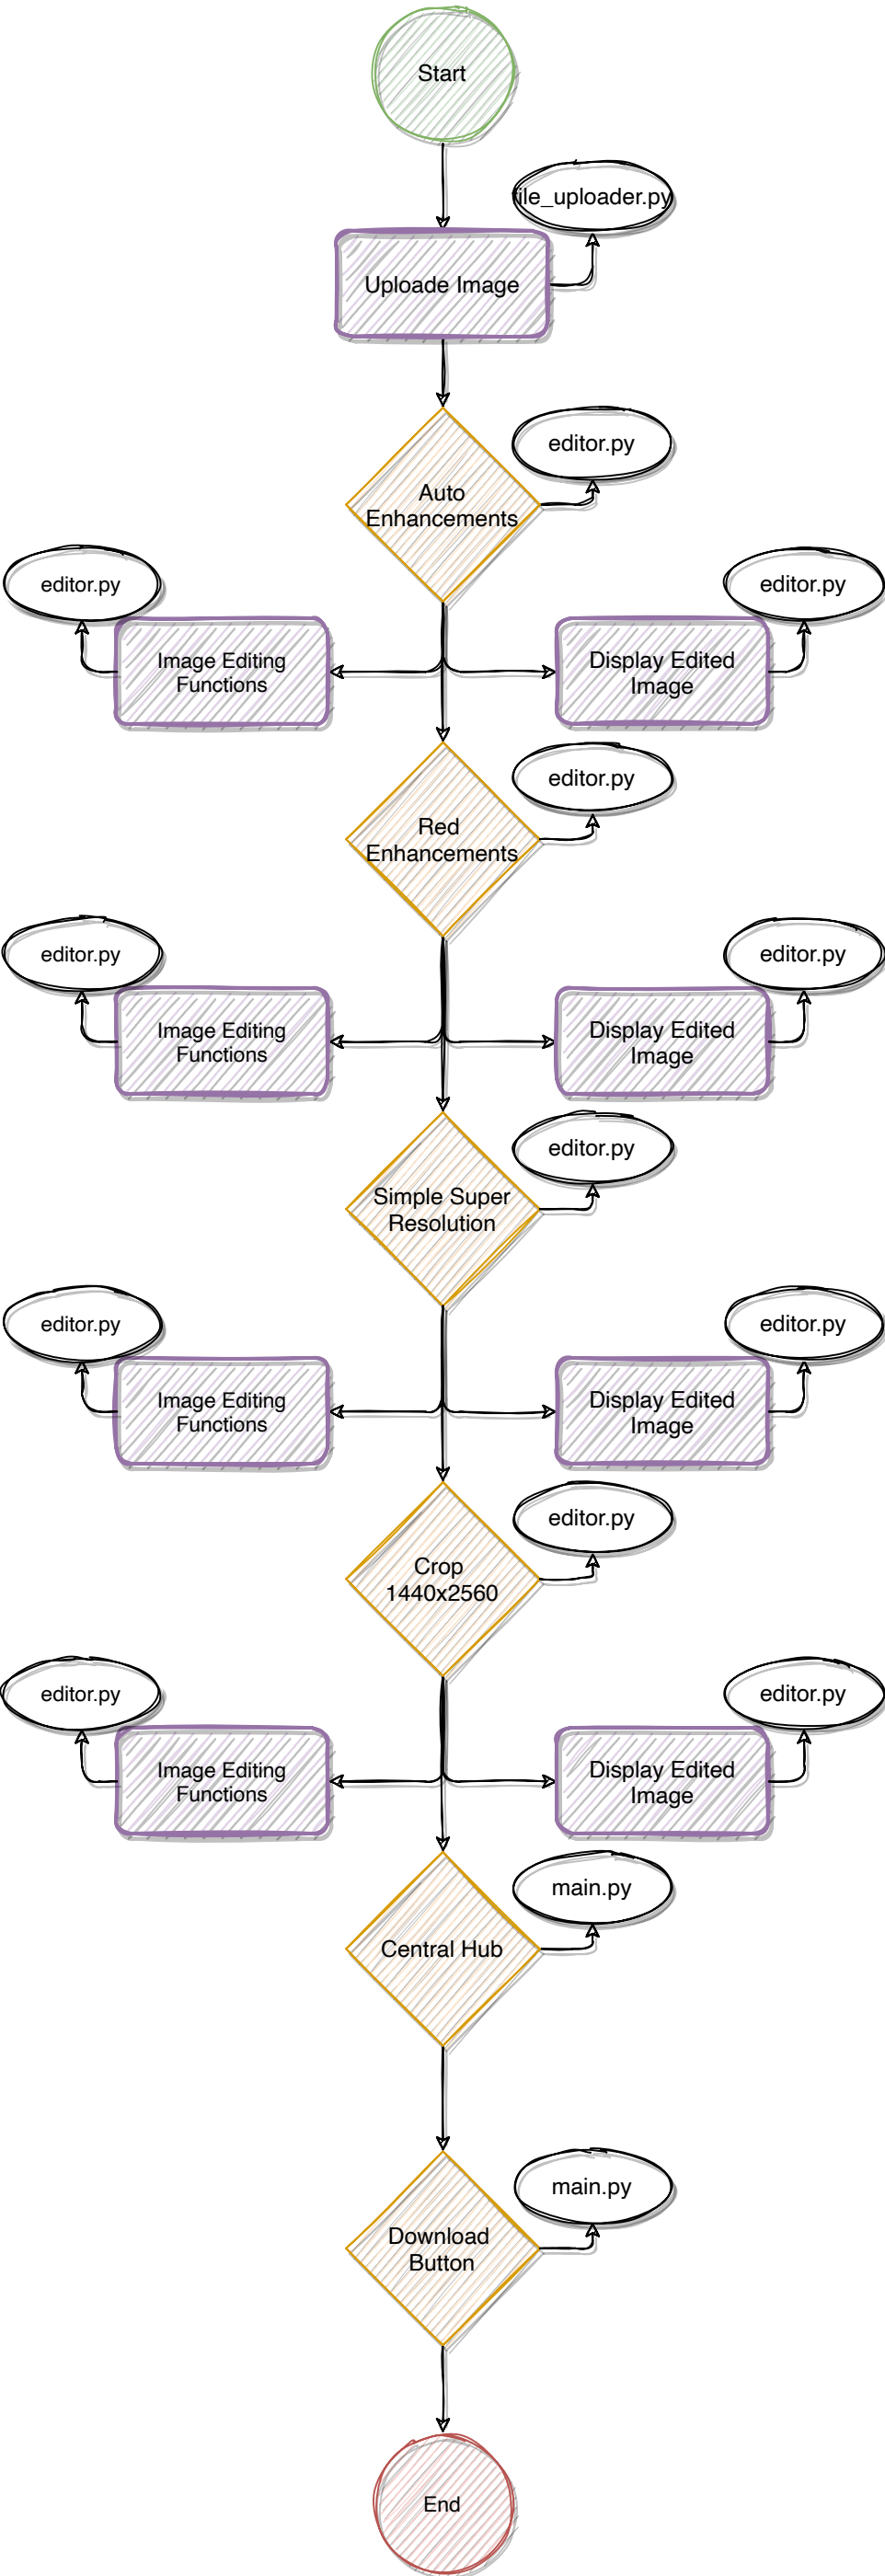 Start
file_uploader.py
Uploade Image
editor.py
Auto
Enhancements
editor.py
editor.py
Image Editing
Functions
Display Edited
Image
editor.py
Red
Enhancements
editor.py
editor.py
Image Editing
Functions
Display Edited
Image
editor.py
Simple Super
Resolution
editor.py
editor.py
Image Editing
Functions
Display Edited
Image
editor.py
Crop
1440x2560
editor.py
editor.py
Image Editing
Functions
Display Edited
Image
main.py
Central Hub
main.py
Download
Button
End